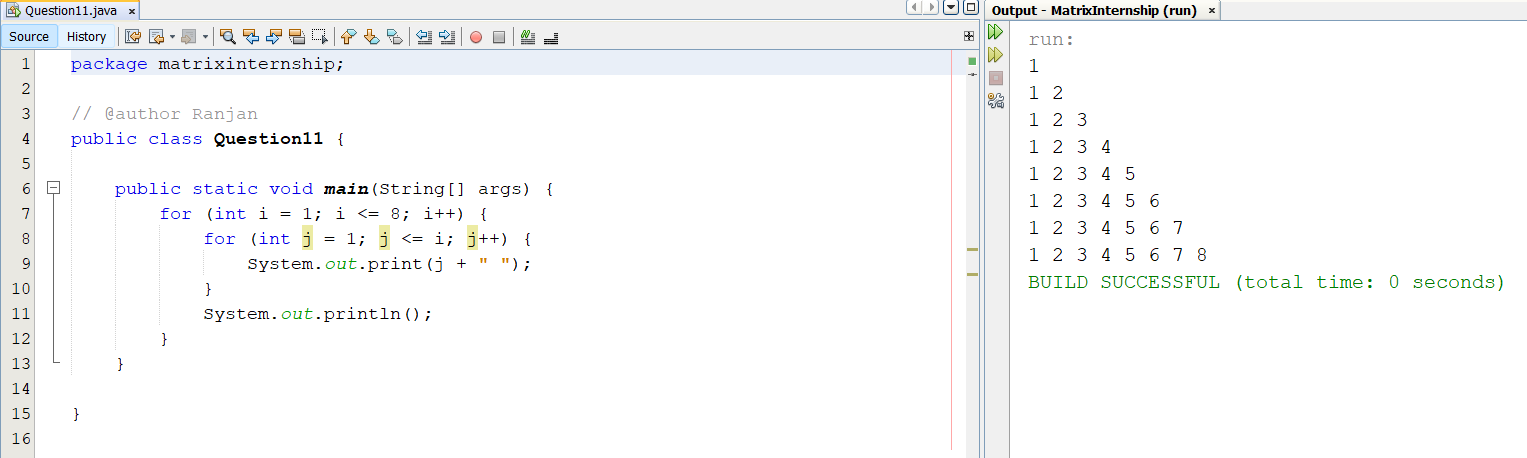 Question11.java ×
Source History
1 package matrixinternship;
2
3 // @author Ranjan
4 public class Question11 {
5
6 public static void main(String[] args) {
7 for (int i = 1; i <= 8; i++) {
8 for (int j = 1; j <= i; j++) {
9 System.out.print(j + " ");
10 }
11 System.out.println();
12 }
13 }
14
15 }
16
Output - MatrixInternship (run) ×
run:
1
1 2
1 2 3
1 2 3 4
1 2 3 4 5
1 2 3 4 5 6
1 2 3 4 5 6 7
1 2 3 4 5 6 7 8
BUILD SUCCESSFUL (total time: 0 seconds)